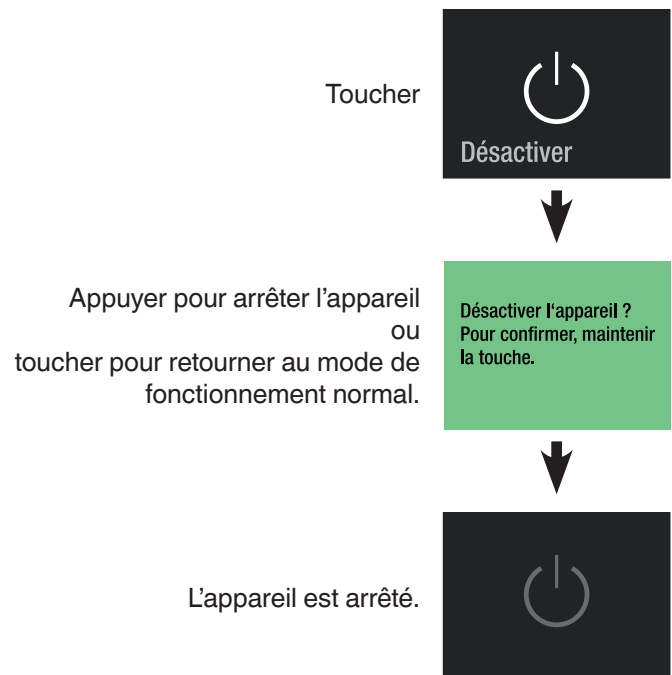 Toucher
Désactiver
Appuyer pour arrêter l’appareil
ou
toucher pour retourner au mode de
fonctionnement normal.
Désactiver l‘appareil ?
Pour confirmer, maintenir
la touche.
L’appareil est arrêté.